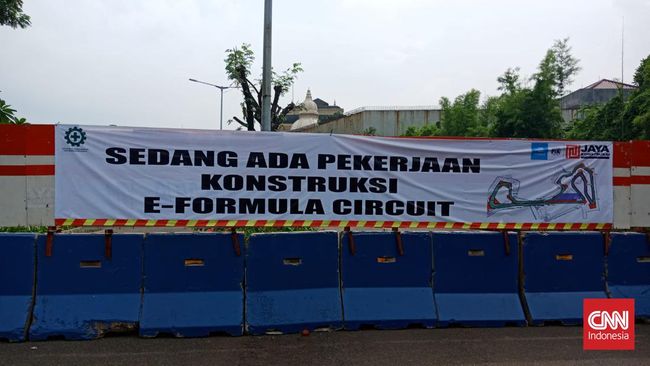 SEDANG ADA PEKERJAAN
KONSTRUKSI
E-FORMULA CIRCUIT
JAYA
CNN
Indonesia